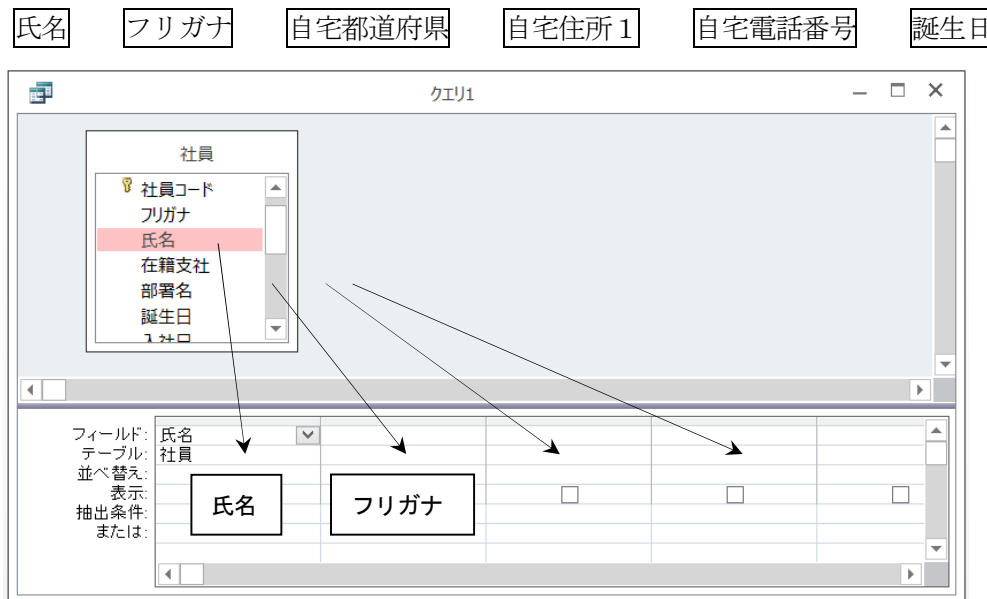 氏名 フリガナ 自宅都道府県 自宅住所１ 自宅電話番号 誕生日
クエリ1
社員
社員コード
フリガナ
氏名
在籍支社
部署名
誕生日
入社日
フィールド: 氏名
テーブル: 社員
並べ替え:
表示:
抽出条件:
または:
氏名 フリガナ